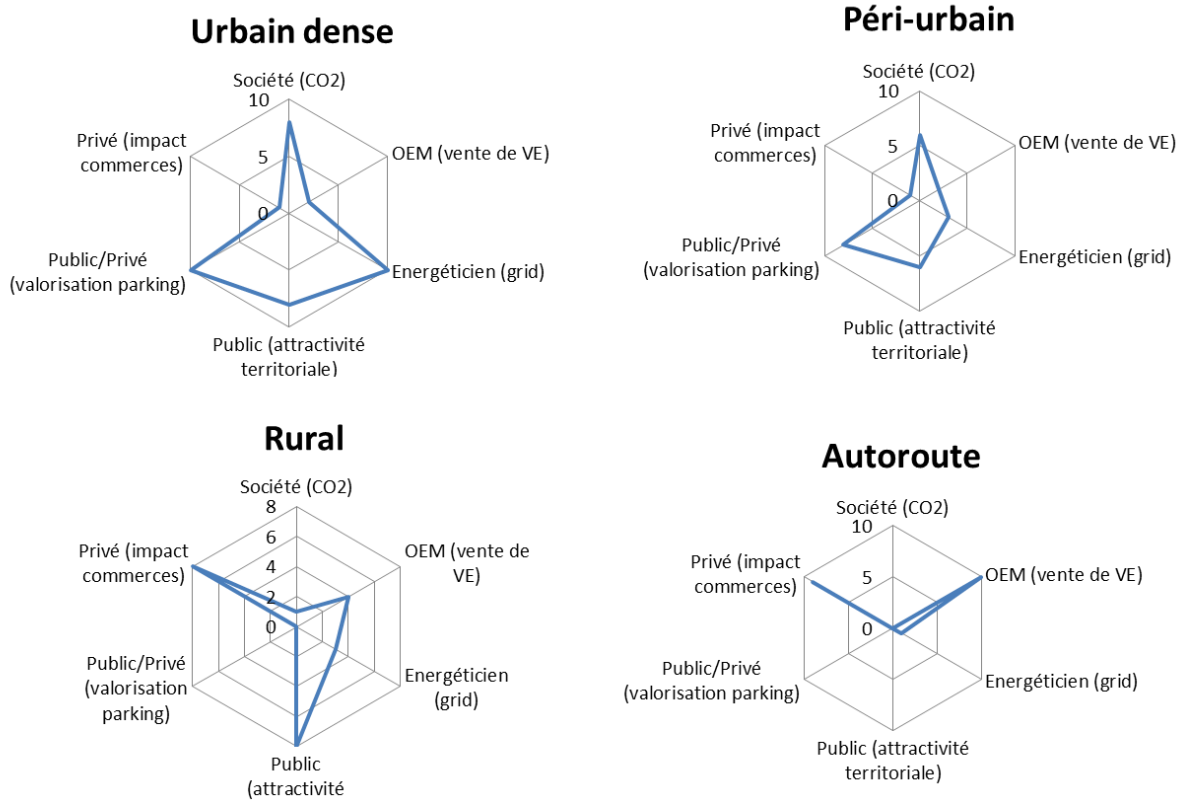 Urbain dense
Société (CO2)
10
Privé (impact
commerces)
OEM (vente de VE)
5
0
Public/Privé
(valorisation parking)
Energéticien (grid)
Public (attractivité
territoriale)
Péri-urbain
Société (CO2)
10
Privé (impact
commerces)
OEM (vente de VE)
5
0
Public/Privé
(valorisation parking)
Energéticien (grid)
Public (attractivité
territoriale)
Rural
Société (CO2)
8
6
Privé (impact
commerces)
OEM (vente de
VE)
4
2
0
Public/Privé
(valorisation
parking)
Energéticien
(grid)
Public
(attractivité
Autoroute
Société (CO2)
10
Privé (impact
commerces)
OEM (vente de VE)
5
0
Public/Privé
(valorisation parking)
Energéticien (grid)
Public (attractivité
territoriale)